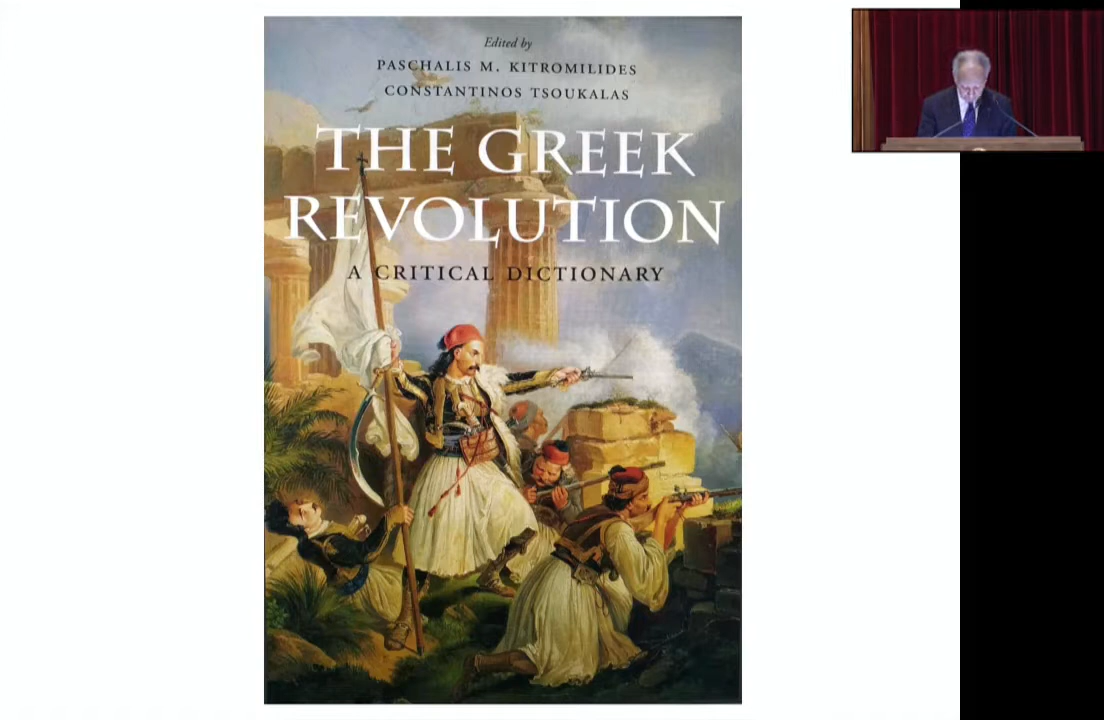 Edited by
PASCHALIS M. KITROMILIDES
CONSTANTINOS TSOUKALAS
THE GREEK
REVOLUTION
A CRITICAL DICTIONARY